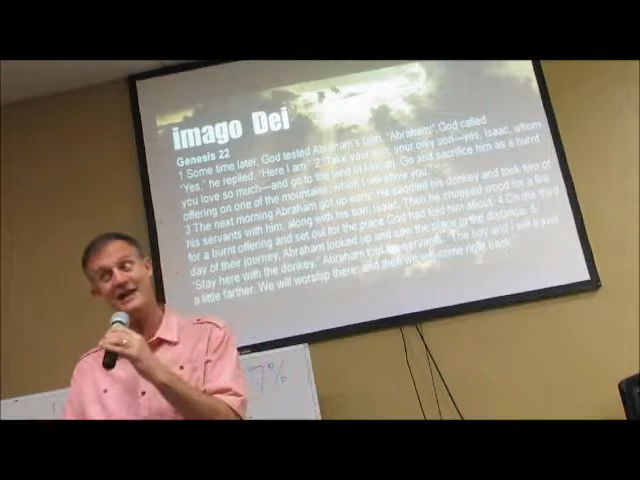 imago Dei
Genesis 22
1 Some time later, God tested Abraham's faith. "Abraham!" God called.
"Yes," he replied. "Here I am." 2 "Take your son, your only son—yes, Isaac, whom
you love so much—and go to the land of Moriah. Go and sacrifice him as a burnt
offering on one of the mountains, which I will show you."
3 The next morning Abraham got up early. He saddled his donkey and took two of
his servants with him, along with his son, Isaac. Then he chopped wood for a fire
for a burnt offering and set out for the place God had told him about. 4 On the third
day of their journey, Abraham looked up and saw the place in the distance. 5
"Stay here with the donkey," Abraham told the servants. "The boy and I will travel
a little farther. We will worship there, and then we will come right back."
7%